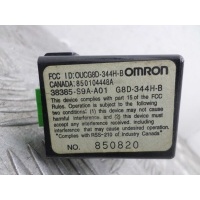 FCC ID:OUCG8D-344H-B OMRON
CANADA: 850104448A
38385-S9A-A01 G8D-344H-B
This device complies with part 15 of the FCC
Rules. Operation is subject to the following
two conditions: (1) this device may not
cause harmful interference, and (2) this
device must accept any interference
received, including interference that may
cause undesired operation.
Complies with RSS-210 of Industry Canada
NO. 850820